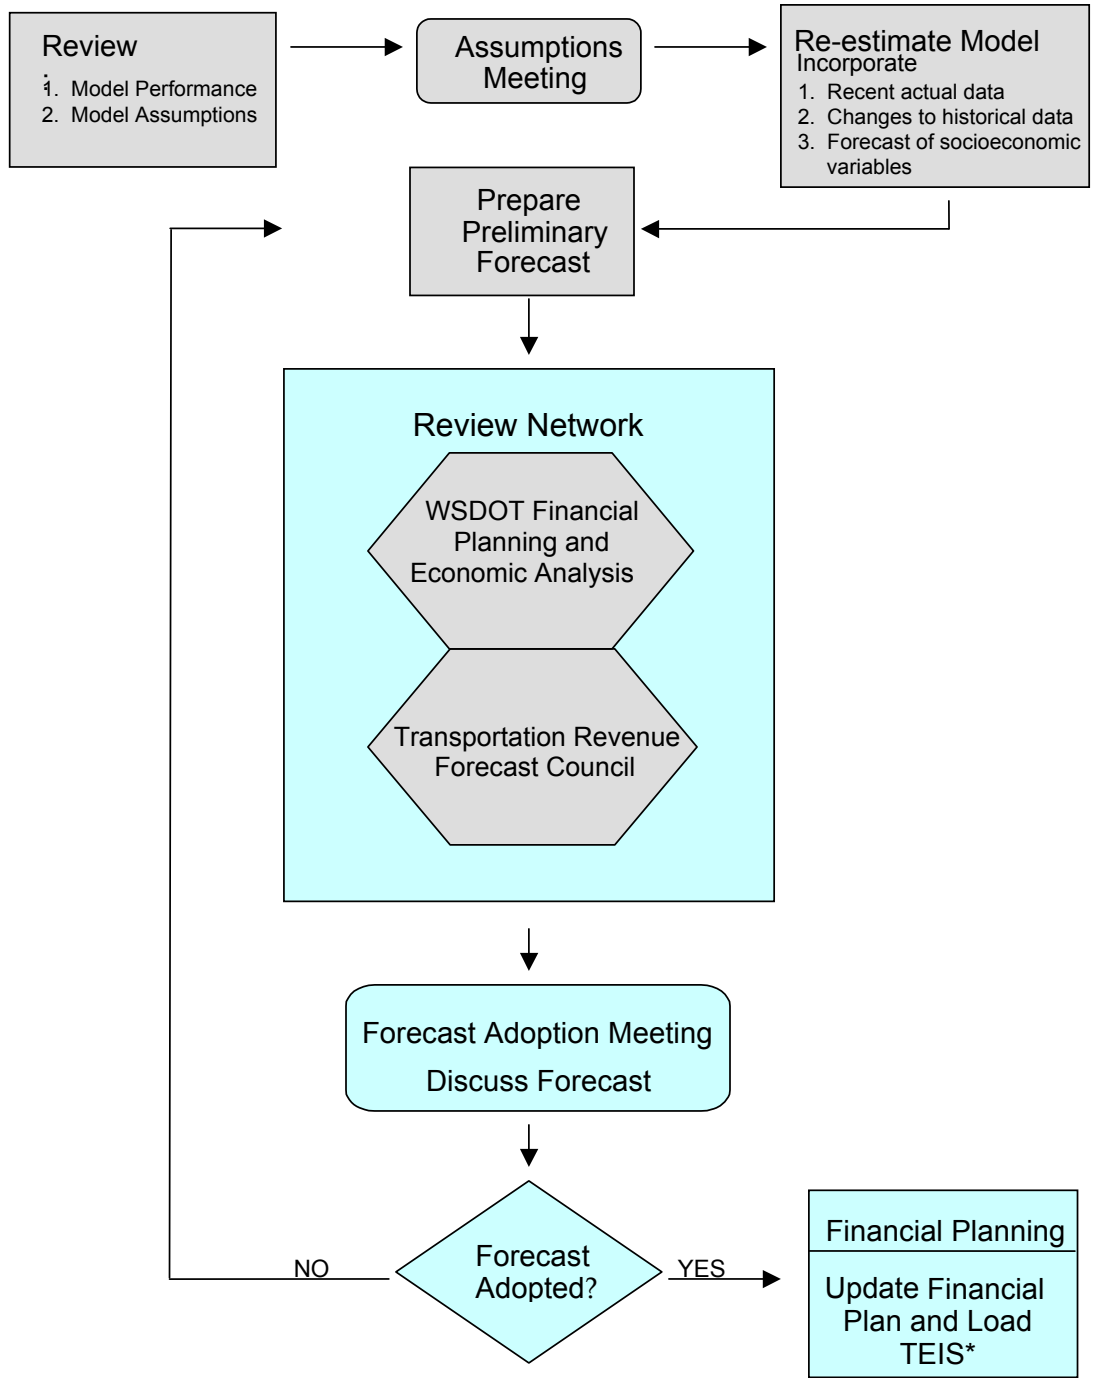 Review
:
1. Model Performance
2. Model Assumptions
Assumptions
Meeting
Re-estimate Model
Incorporate
1. Recent actual data
2. Changes to historical data
3. Forecast of socioeconomic
variables
Prepare
Preliminary
Forecast
Review Network
WSDOT Financial
Planning and
Economic Analysis
Transportation Revenue
Forecast Council
Forecast Adoption Meeting
Discuss Forecast
Forecast
Adopted?
NO
YES
Financial Planning
Update Financial
Plan and Load
TEIS*